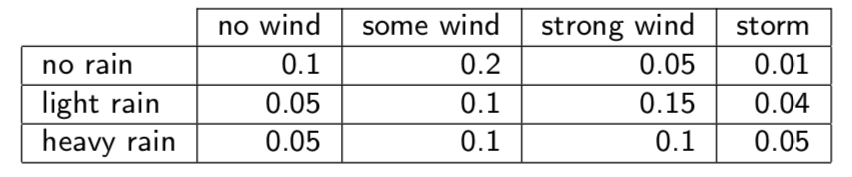 no wind some wind strong wind storm
no rain 0.1 0.2 0.05 0.01
light rain 0.05 0.1 0.15 0.04
heavy rain 0.05 0.1 0.1 0.05